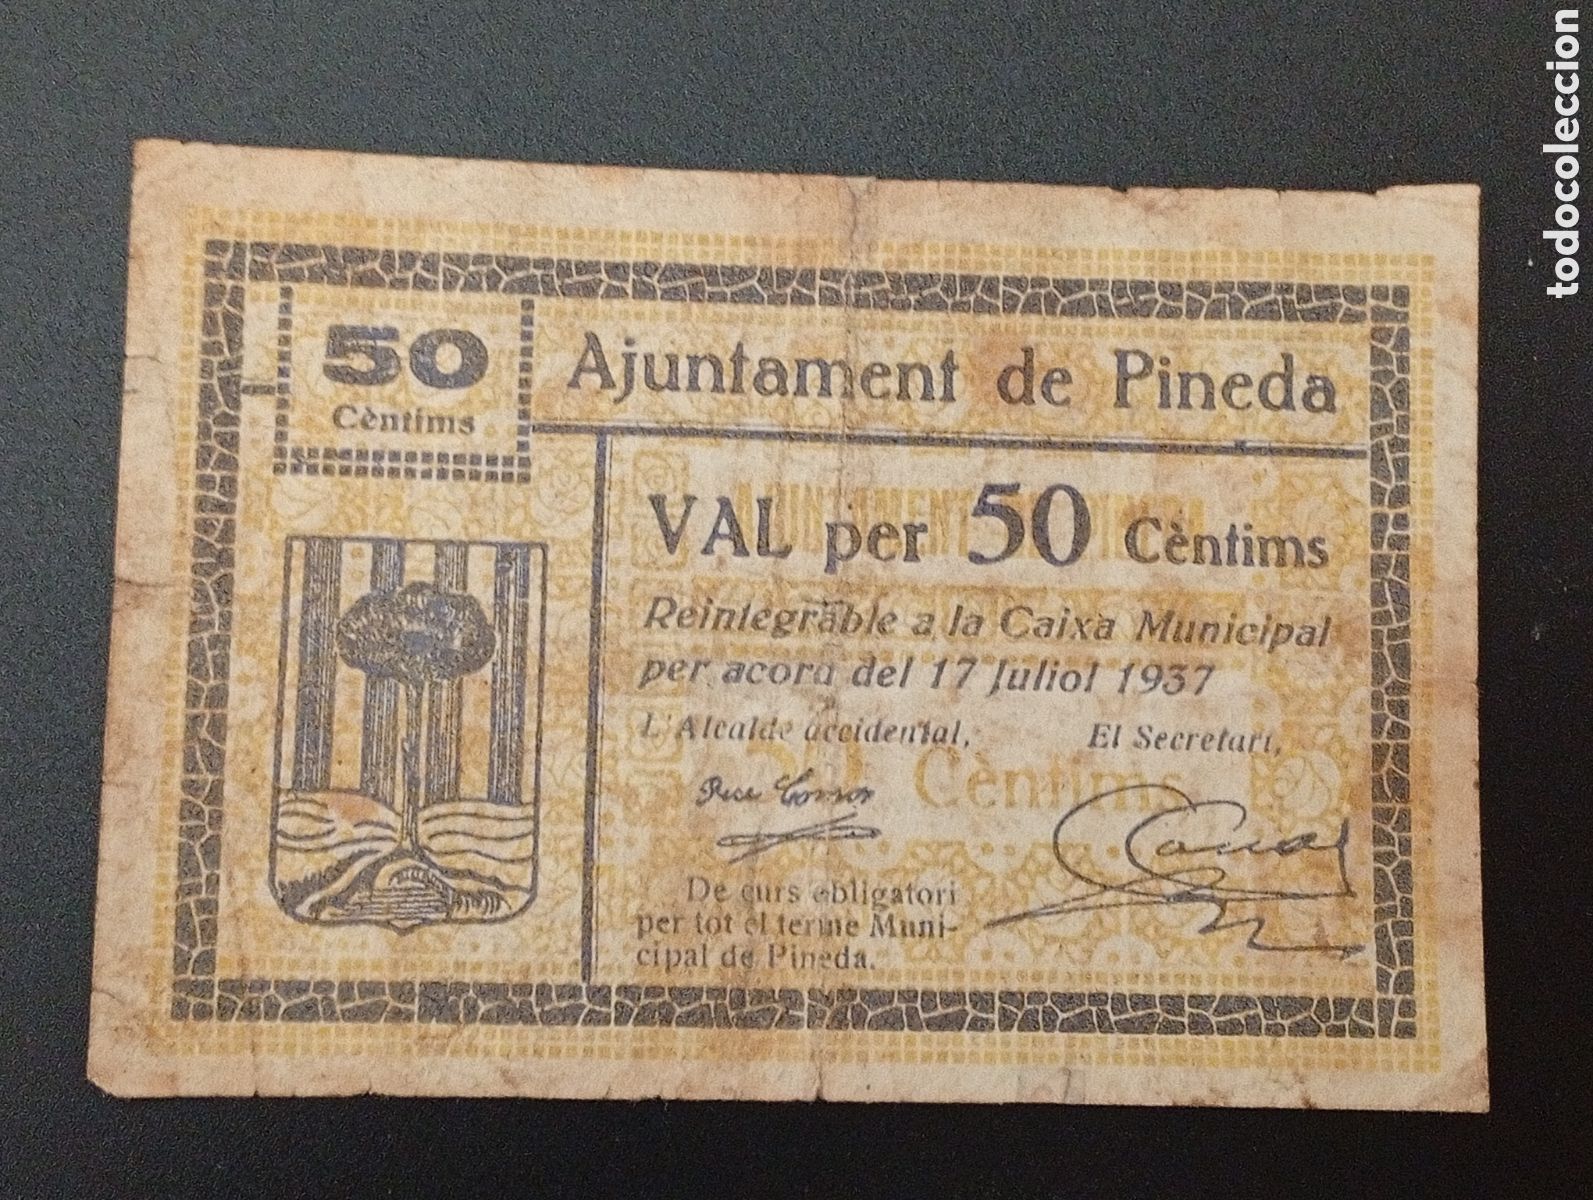 50
Cèntims
Ajuntament de Pineda
VAL per 50 Cèntims
Reintegrable a la Caixa Municipal
per acord del 17 Juliol 1937
L'Alcalde accidental,
El Secretari,
50 Cèntims
De curs obligatori
per tot el terme Muni-
cipal de Pineda.
todocoleccion